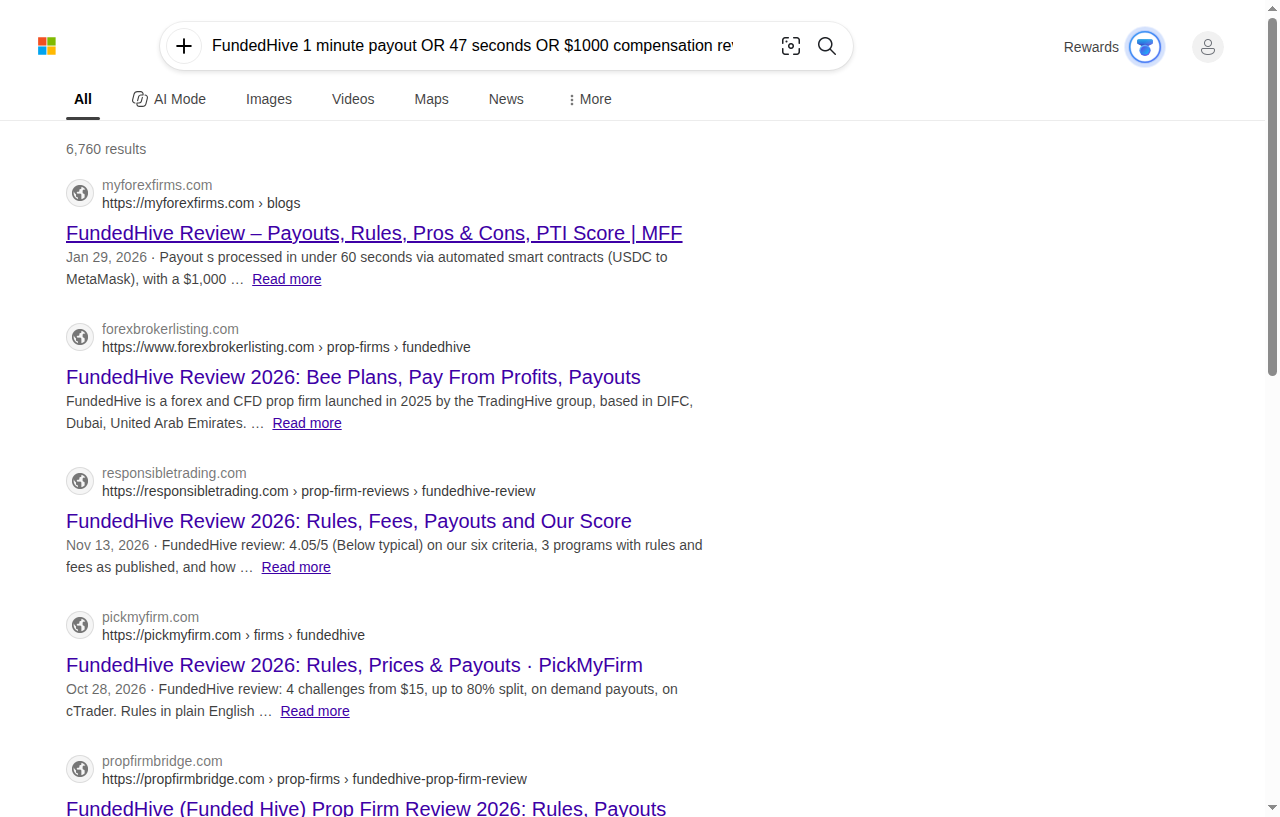 FundedHive 1 minute payout OR 47 seconds OR $1000 compensation rev
Rewards
All
AI Mode
Images
Videos
Maps
News
More
6,760 results
myforexfirms.com
https://myforexfirms.com › blogs
FundedHive Review – Payouts, Rules, Pros & Cons, PTI Score | MFF
Jan 29, 2026 · Payout s processed in under 60 seconds via automated smart contracts (USDC to
MetaMask), with a $1,000 … Read more
forexbrokerlisting.com
https://www.forexbrokerlisting.com › prop-firms › fundedhive
FundedHive Review 2026: Bee Plans, Pay From Profits, Payouts
FundedHive is a forex and CFD prop firm launched in 2025 by the TradingHive group, based in DIFC,
Dubai, United Arab Emirates. … Read more
responsibletrading.com
https://responsibletrading.com › prop-firm-reviews › fundedhive-review
FundedHive Review 2026: Rules, Fees, Payouts and Our Score
Nov 13, 2026 · FundedHive review: 4.05/5 (Below typical) on our six criteria, 3 programs with rules and
fees as published, and how … Read more
pickmyfirm.com
https://pickmyfirm.com › firms › fundedhive
FundedHive Review 2026: Rules, Prices & Payouts · PickMyFirm
Oct 28, 2026 · FundedHive review: 4 challenges from $15, up to 80% split, on demand payouts, on
cTrader. Rules in plain English … Read more
propfirmbridge.com
https://propfirmbridge.com › prop-firms › fundedhive-prop-firm-review
FundedHive (Funded Hive) Prop Firm Review 2026: Rules, Payouts